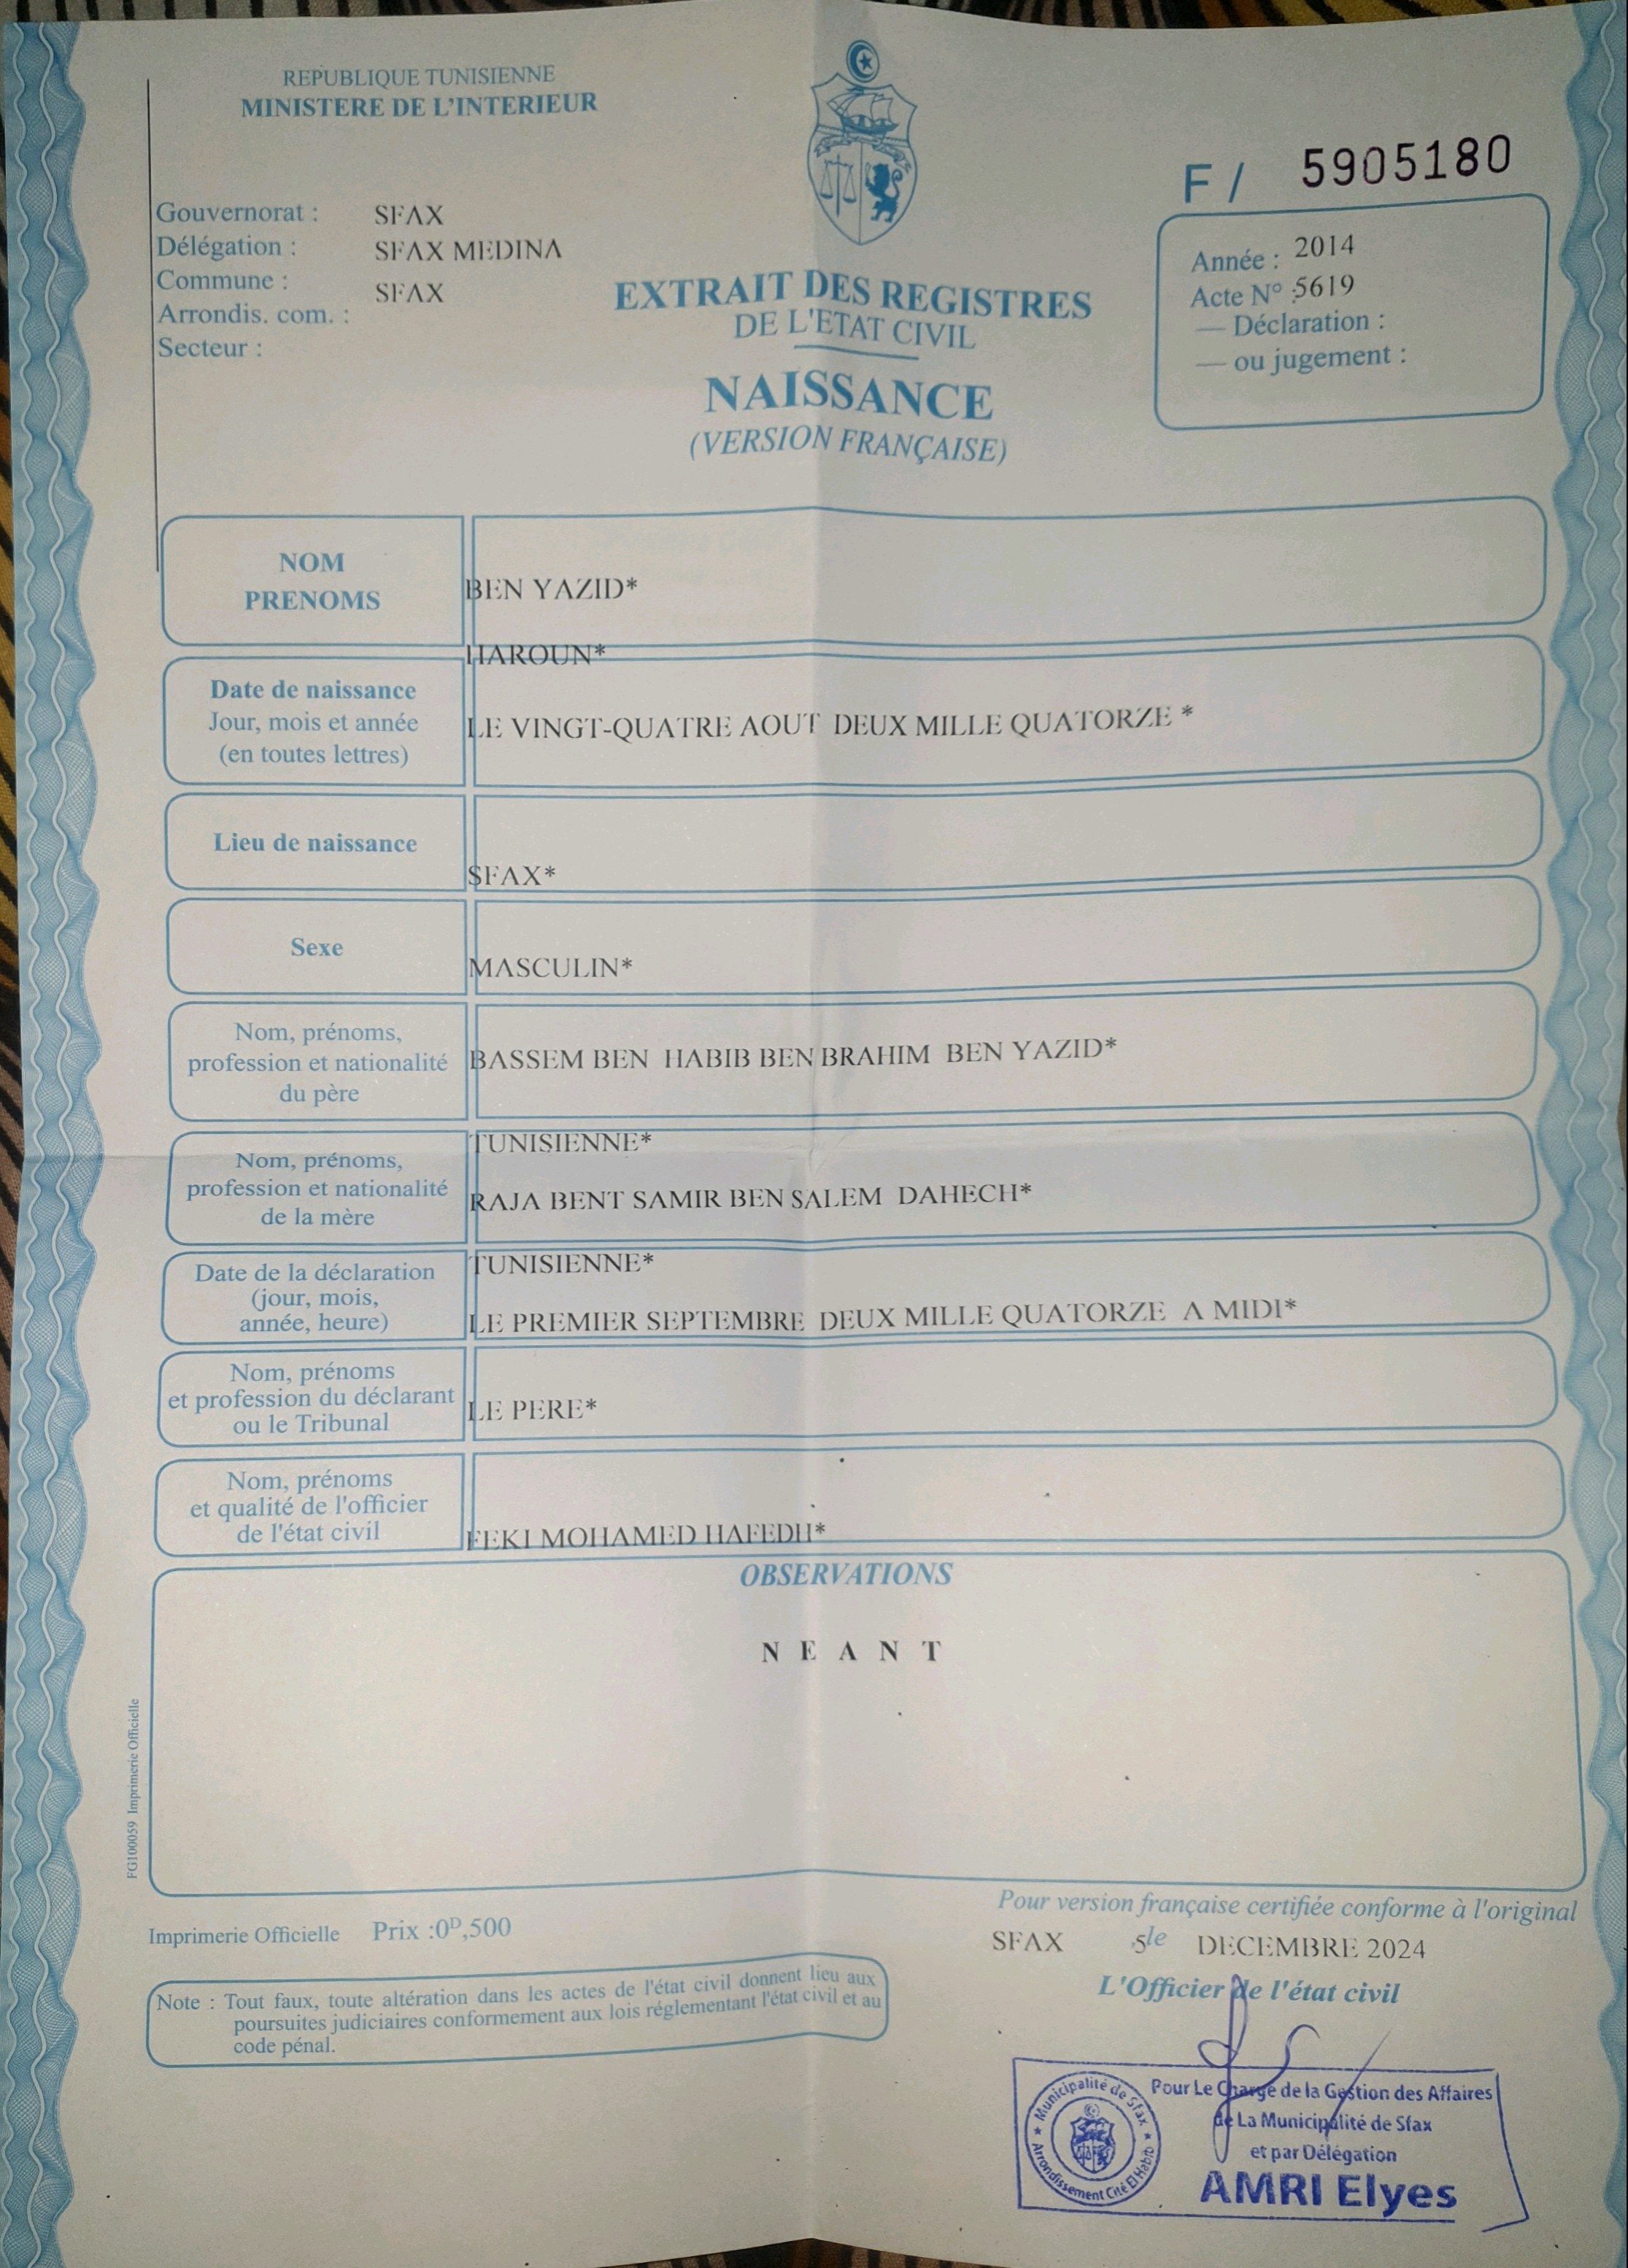 REPUBLIQUE TUNISIENNE
MINISTERE DE L'INTERIEUR
F / 5905180
Gouvernorat : SFAX
Délégation : SFAX MEDINA
Commune : SFAX
Arrondis. com. :
Secteur :
EXTRAIT DES REGISTRES
DE L'ETAT CIVIL
NAISSANCE
(VERSION FRANÇAISE)
Année : 2014
Acte N° : 5619
— Déclaration :
— ou jugement :
NOM
PRENOMS
BEN YAZID*
HAROUN*
Date de naissance
Jour, mois et année
(en toutes lettres)
LE VINGT-QUATRE AOUT DEUX MILLE QUATORZE *
Lieu de naissance
SFAX*
Sexe
MASCULIN*
Nom, prénoms,
profession et nationalité
du père
BASSEM BEN HABIB BEN BRAHIM BEN YAZID*
TUNISIENNE*
Nom, prénoms,
profession et nationalité
de la mère
RAJA BENT SAMIR BEN SALEM DAHECH*
TUNISIENNE*
Date de la déclaration
(jour, mois,
année, heure)
LE PREMIER SEPTEMBRE DEUX MILLE QUATORZE A MIDI*
Nom, prénoms
et profession du déclarant
ou le Tribunal
LE PERE*
Nom, prénoms
et qualité de l'officier
de l'état civil
FEKI MOHAMED HAFEDH*
OBSERVATIONS
N E A N T
FG100059 Imprimerie Officielle
Imprimerie Officielle Prix :0D,500
Note : Tout faux, toute altération dans les actes de l'état civil donnent lieu aux
poursuites judiciaires conformement aux lois réglementant l'état civil et au
code pénal.
Pour version française certifiée conforme à l'original
SFAX 5 le DECEMBRE 2024
L'Officier de l'état civil
Municipalité de Sfax
Arrondissement Cité El Habib
Pour Le Charge de la Gestion des Affaires
de La Municipalité de Sfax
et par Délégation
AMRI Elyes